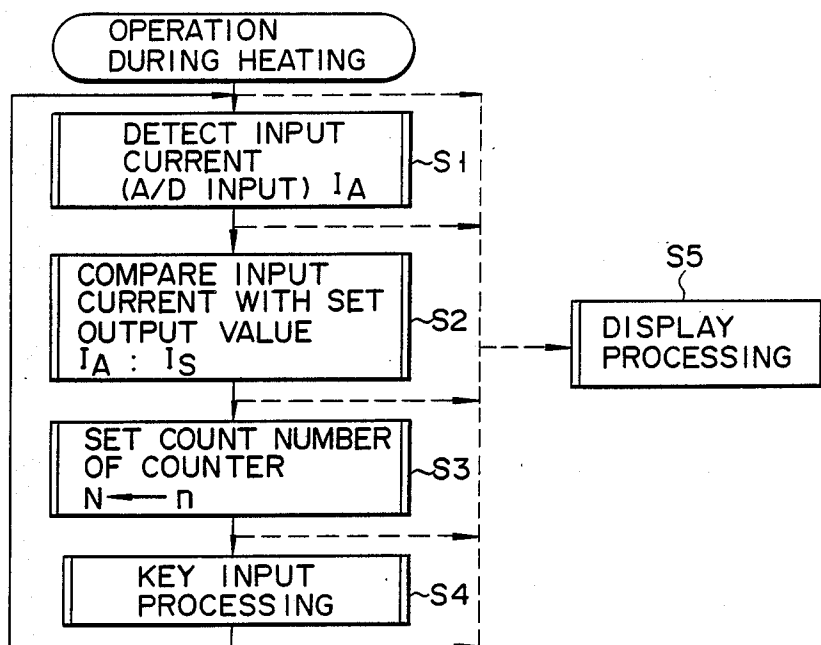 OPERATION
DURING HEATING
DETECT INPUT
CURRENT
(A/D INPUT) IA
S1
COMPARE INPUT
CURRENT WITH SET
OUTPUT VALUE
IA : IS
S2
SET COUNT NUMBER
OF COUNTER
N ← n
S3
KEY INPUT
PROCESSING
S4
S5
DISPLAY
PROCESSING